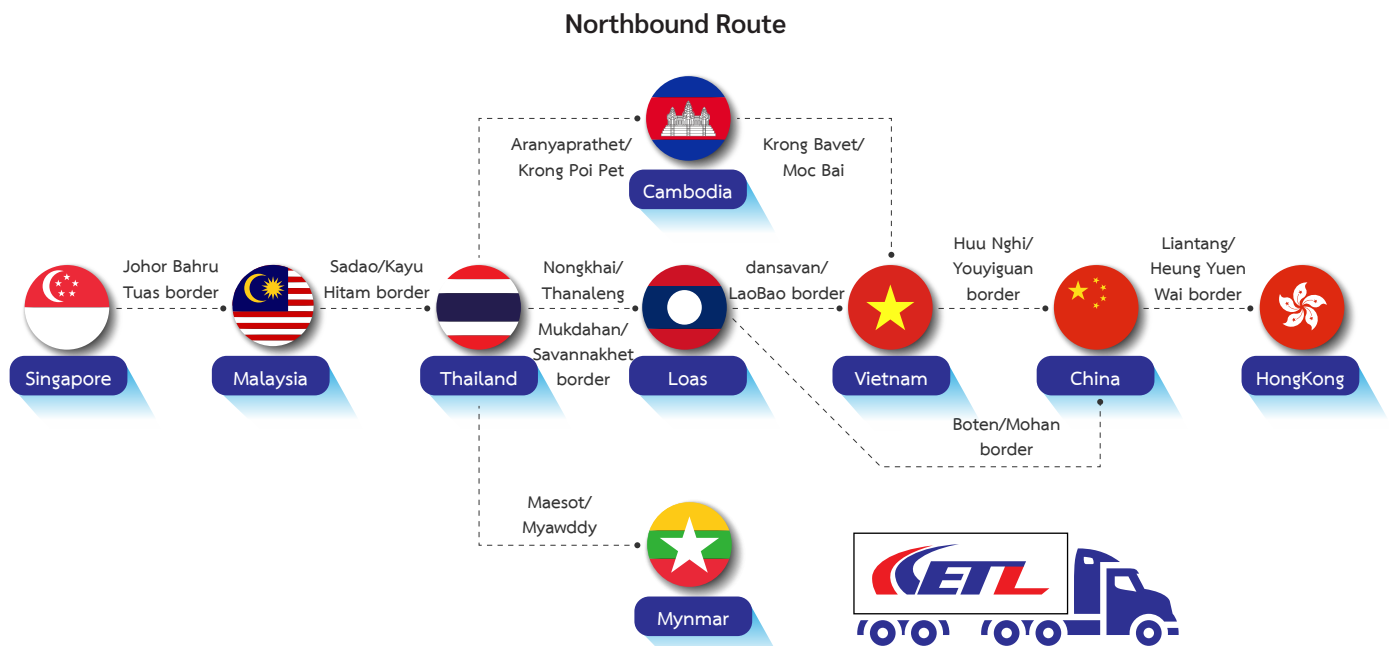 Northbound Route
Aranyaprathet/
Krong Poi Pet
Krong Bavet/
Moc Bai
Cambodia
Johor Bahru
Tuas border
Sadao/Kayu
Hitam border
Nongkhai/
Thanaleng
Mukdahan/
Savannakhet
border
dansavan/
LaoBao border
Huu Nghi/
Youyiguan
border
Liantang/
Heung Yuen
Wai border
Singapore
Malaysia
Thailand
Loas
Vietnam
China
HongKong
Boten/Mohan
border
Maesot/
Myawddy
Mynmar
ETL